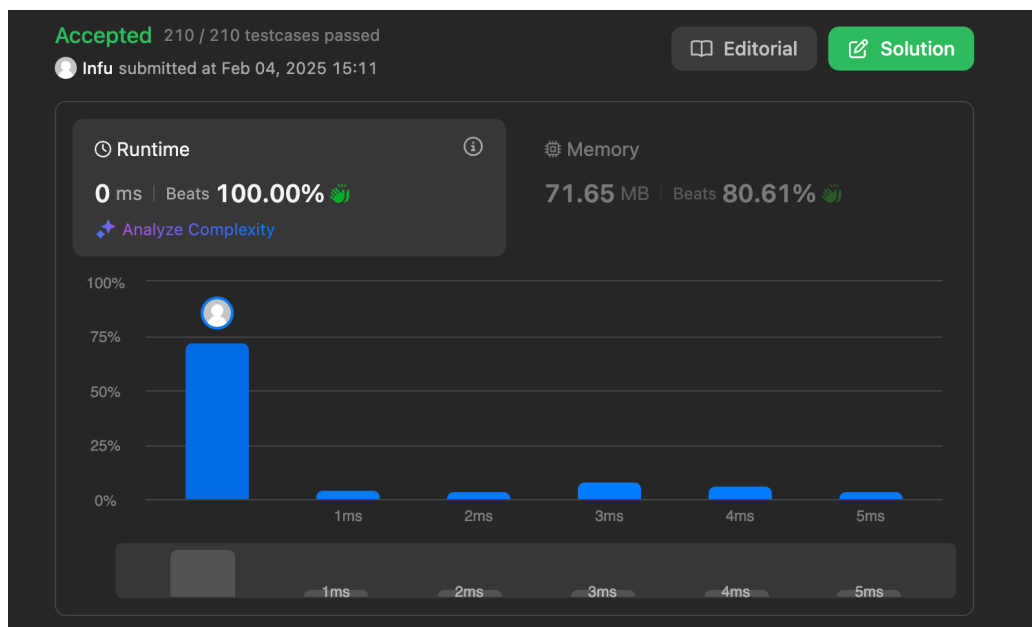 Accepted 210 / 210 testcases passed
Editorial
Solution
Infu submitted at Feb 04, 2025 15:11
Runtime
Memory
0 ms | Beats 100.00%
71.65 MB | Beats 80.61%
Analyze Complexity
100%
75%
50%
25%
0%
1ms 2ms 3ms 4ms 5ms
1ms 2ms 3ms 4ms 5ms